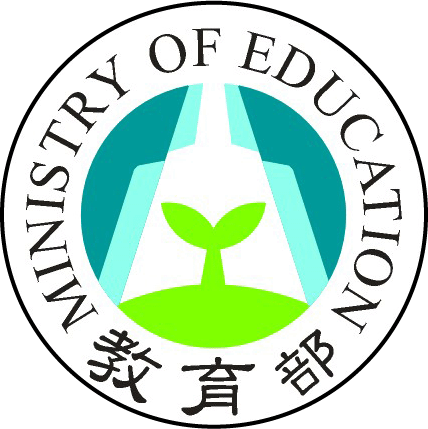 MINISTRY OF EDUCATION
教育部